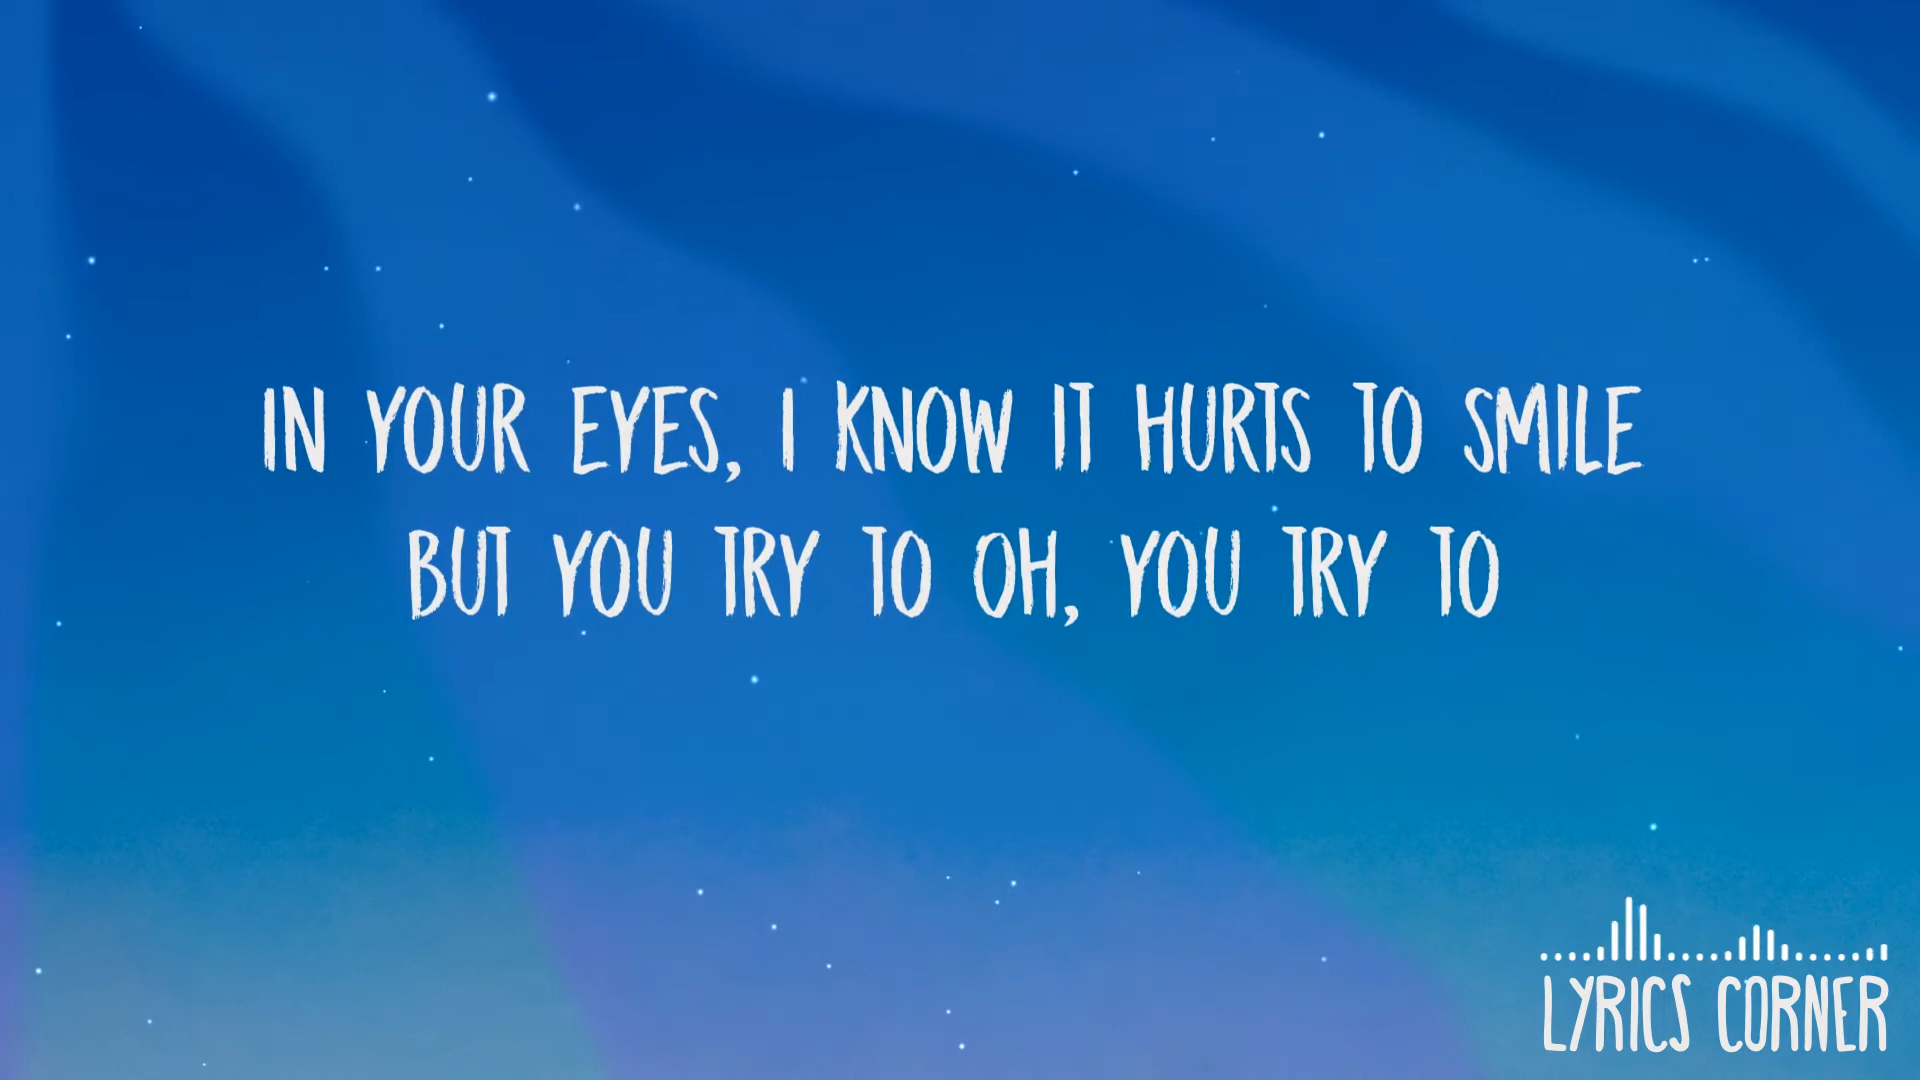 IN YOUR EYES, I KNOW IT HURTS TO SMILE
BUT YOU TRY TO OH, YOU TRY TO
LYRICS CORNER